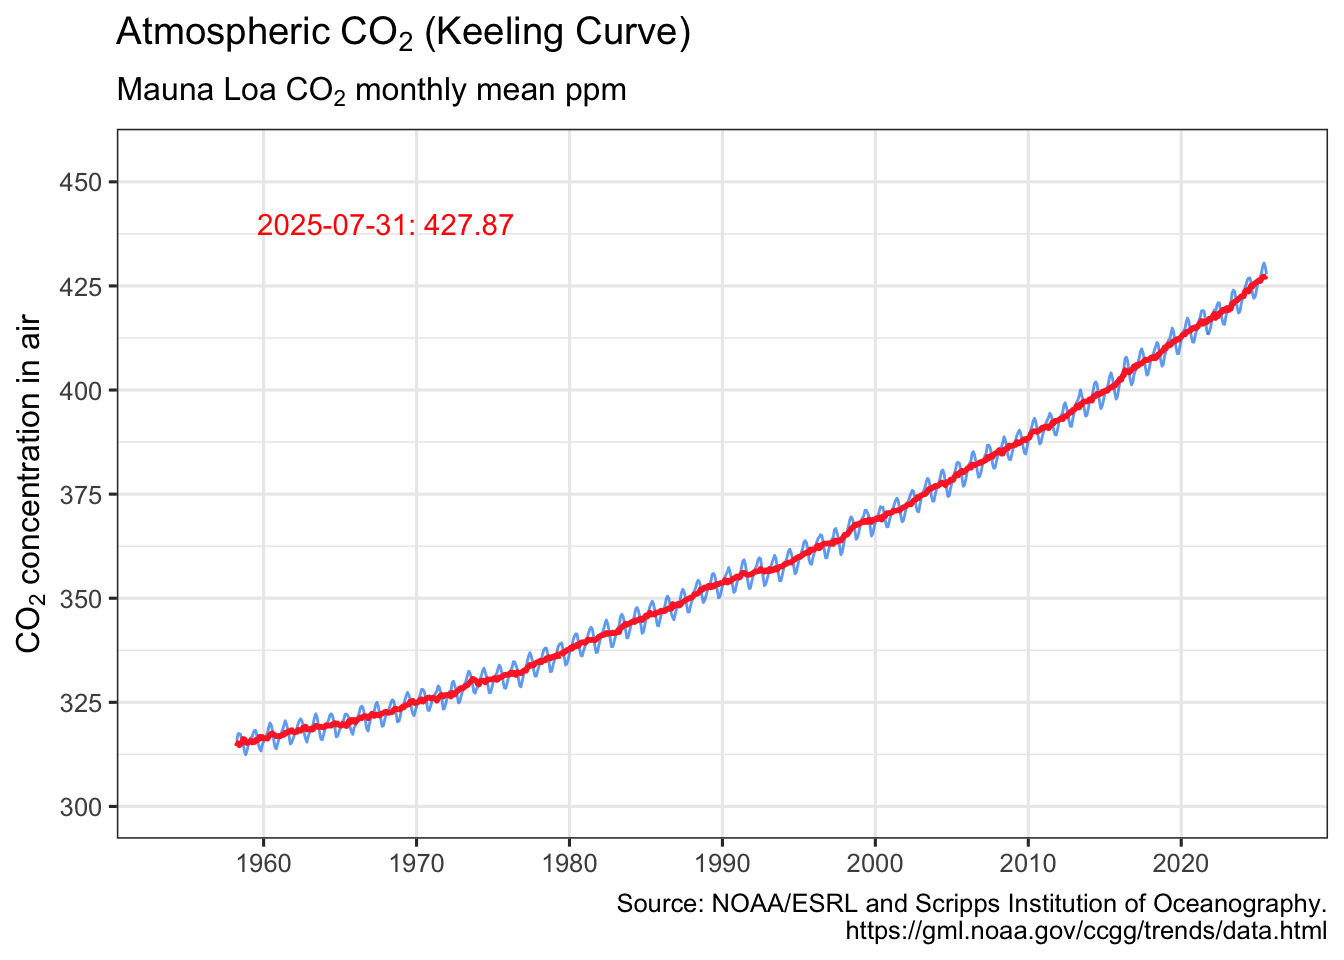 Atmospheric CO₂ (Keeling Curve)
Mauna Loa CO₂ monthly mean ppm
CO₂ concentration in air
450
425
400
375
350
325
300
2025-07-31: 427.87
1960 1970 1980 1990 2000 2010 2020
Source: NOAA/ESRL and Scripps Institution of Oceanography.
https://gml.noaa.gov/ccgg/trends/data.html